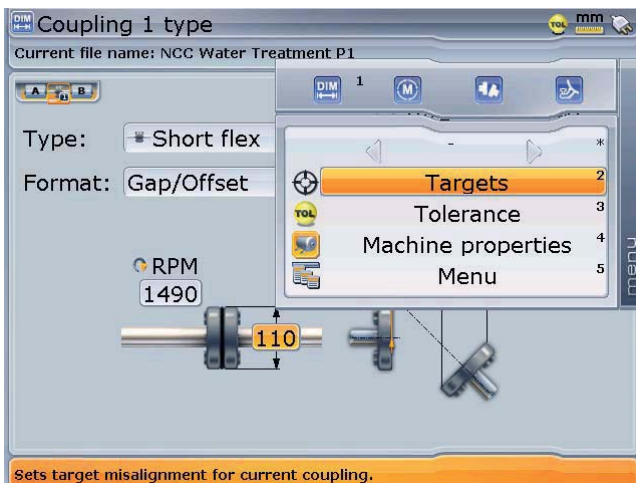 DIM Coupling 1 type TOL mm
Current file name: NCC Water Treatment P1
A B
DIM 1 M
Type: Short flex
- *
Format: Gap/Offset
Targets 2
TOL Tolerance 3
Machine properties 4
Menu 5
menu
RPM
1490
110
Sets target misalignment for current coupling.